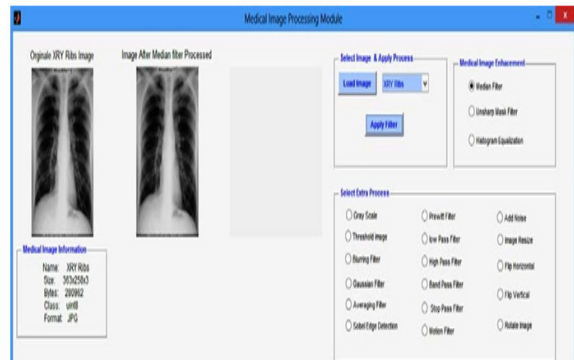 Medical Image Processing Module
Orginale XRY Ribs Image
Image After Median filter Processed
Select Image & Apply Process
Load Image
XRY Ribs
Apply Filter
Medical Image Enhacement
Median Filter
Unsharp Mask Filter
Histogram Equalization
Medical Image Information
Name: XRY Ribs
Size: 363x258x3
Bytes: 280962
Class: uint8
Format: JPG
Select Extra Process
Gray Scale
Threshold image
Blurring Filter
Gaussian Filter
Averaging Filter
Sobel Edge Detection
Prewitt Filter
low Pass Filter
High Pass Filter
Band Pass Filter
Stop Pass Filter
Motion Filter
Add Noise
Image Resize
Flip Horizontal
Flip Vertical
Rotate Image